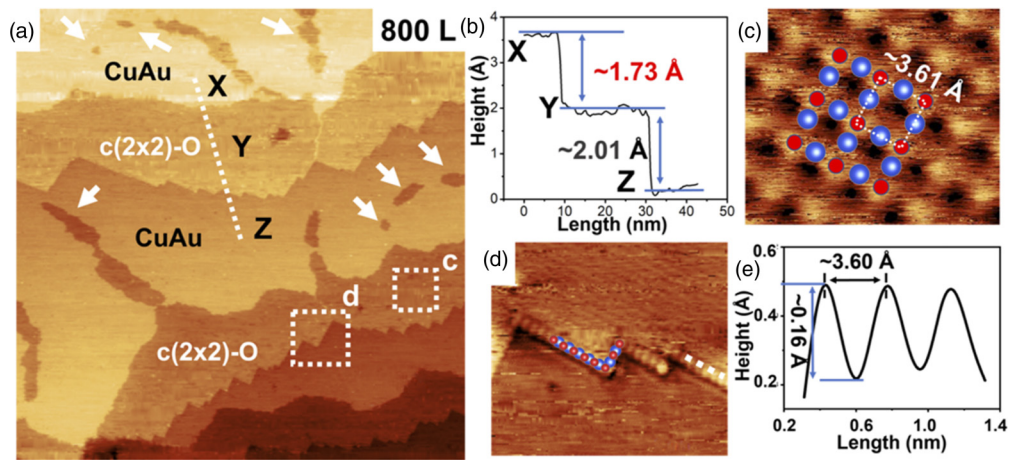 (a)
800 L
CuAu
X
c(2x2)-O
Y
CuAu
Z
c
d
c(2x2)-O
(b)
4
3
2
1
0
Height (Å)
X
~1.73 Å
Y
~2.01 Å
Z
0 10 20 30 40 50
Length (nm)
(c)
~3.61 Å
(d)
(e)
0.6
0.4
0.2
Height (Å)
~3.60 Å
~0.16 Å
0.2 0.6 1.0 1.4
Length (nm)